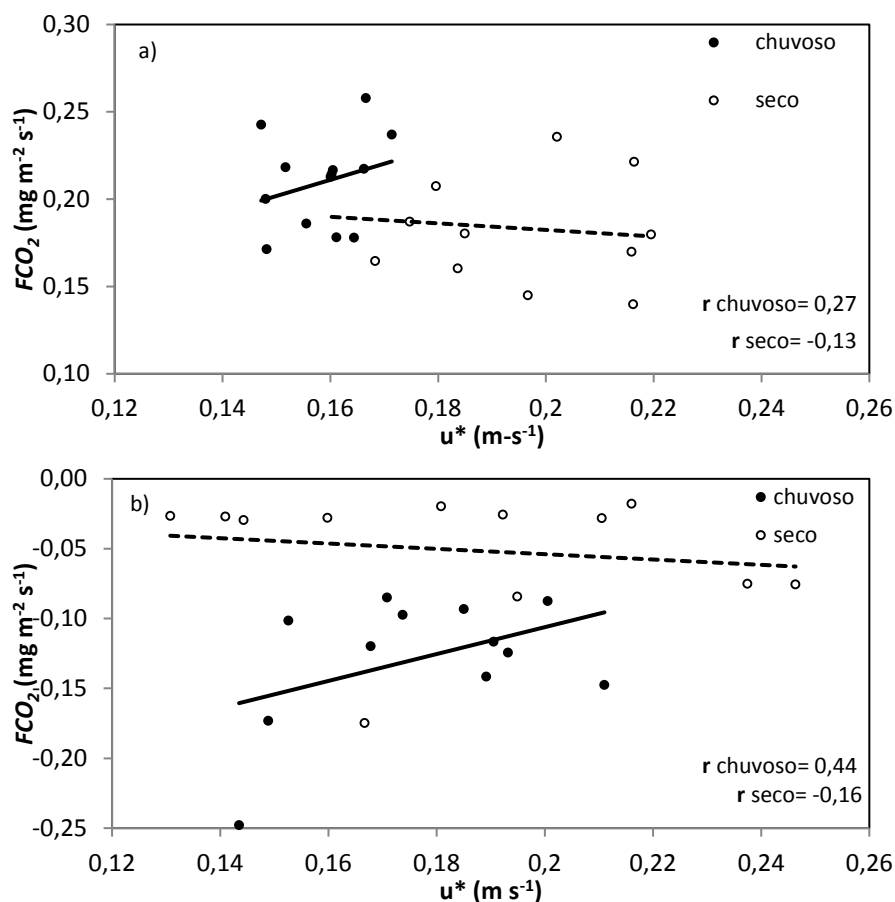 a)
chuvoso
seco
FCO₂ (mg m⁻² s⁻¹)
0,30
0,25
0,20
0,15
0,10
r chuvoso= 0,27
r seco= -0,13
0,12 0,14 0,16 0,18 0,2 0,22 0,24 0,26
u* (m-s⁻¹)
b)
chuvoso
seco
FCO₂ (mg m⁻² s⁻¹)
0,00
-0,05
-0,10
-0,15
-0,20
-0,25
r chuvoso= 0,44
r seco= -0,16
0,12 0,14 0,16 0,18 0,2 0,22 0,24 0,26
u* (m s⁻¹)